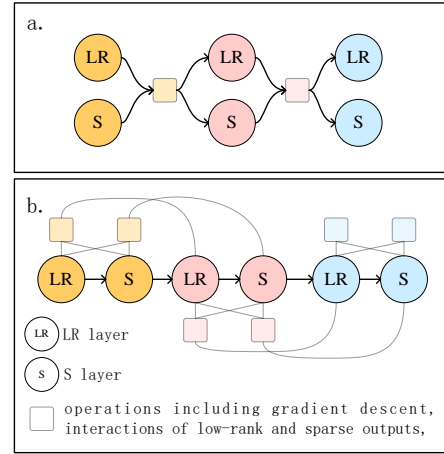 a.
LR LR LR
S S S
b.
LR S LR S LR S
LR LR layer
S S layer
operations including gradient descent,
interactions of low-rank and sparse outputs,